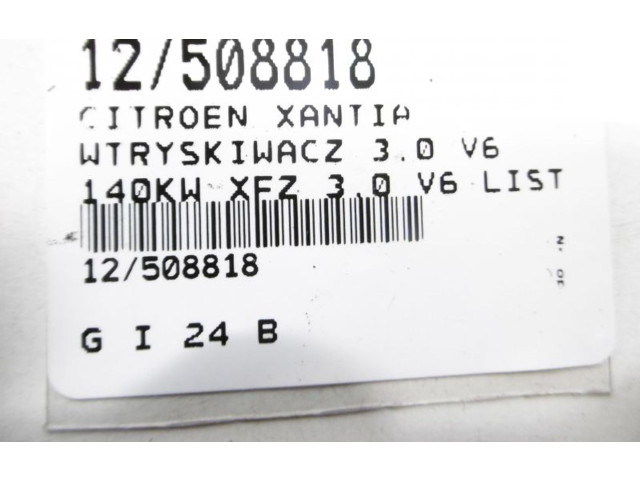 12/508818
CITROEN XANTIA
WTRYSKIWACZ 3.0 V6
140KW XFZ 3.0 V6 LIST
12/508818
G I 24 B